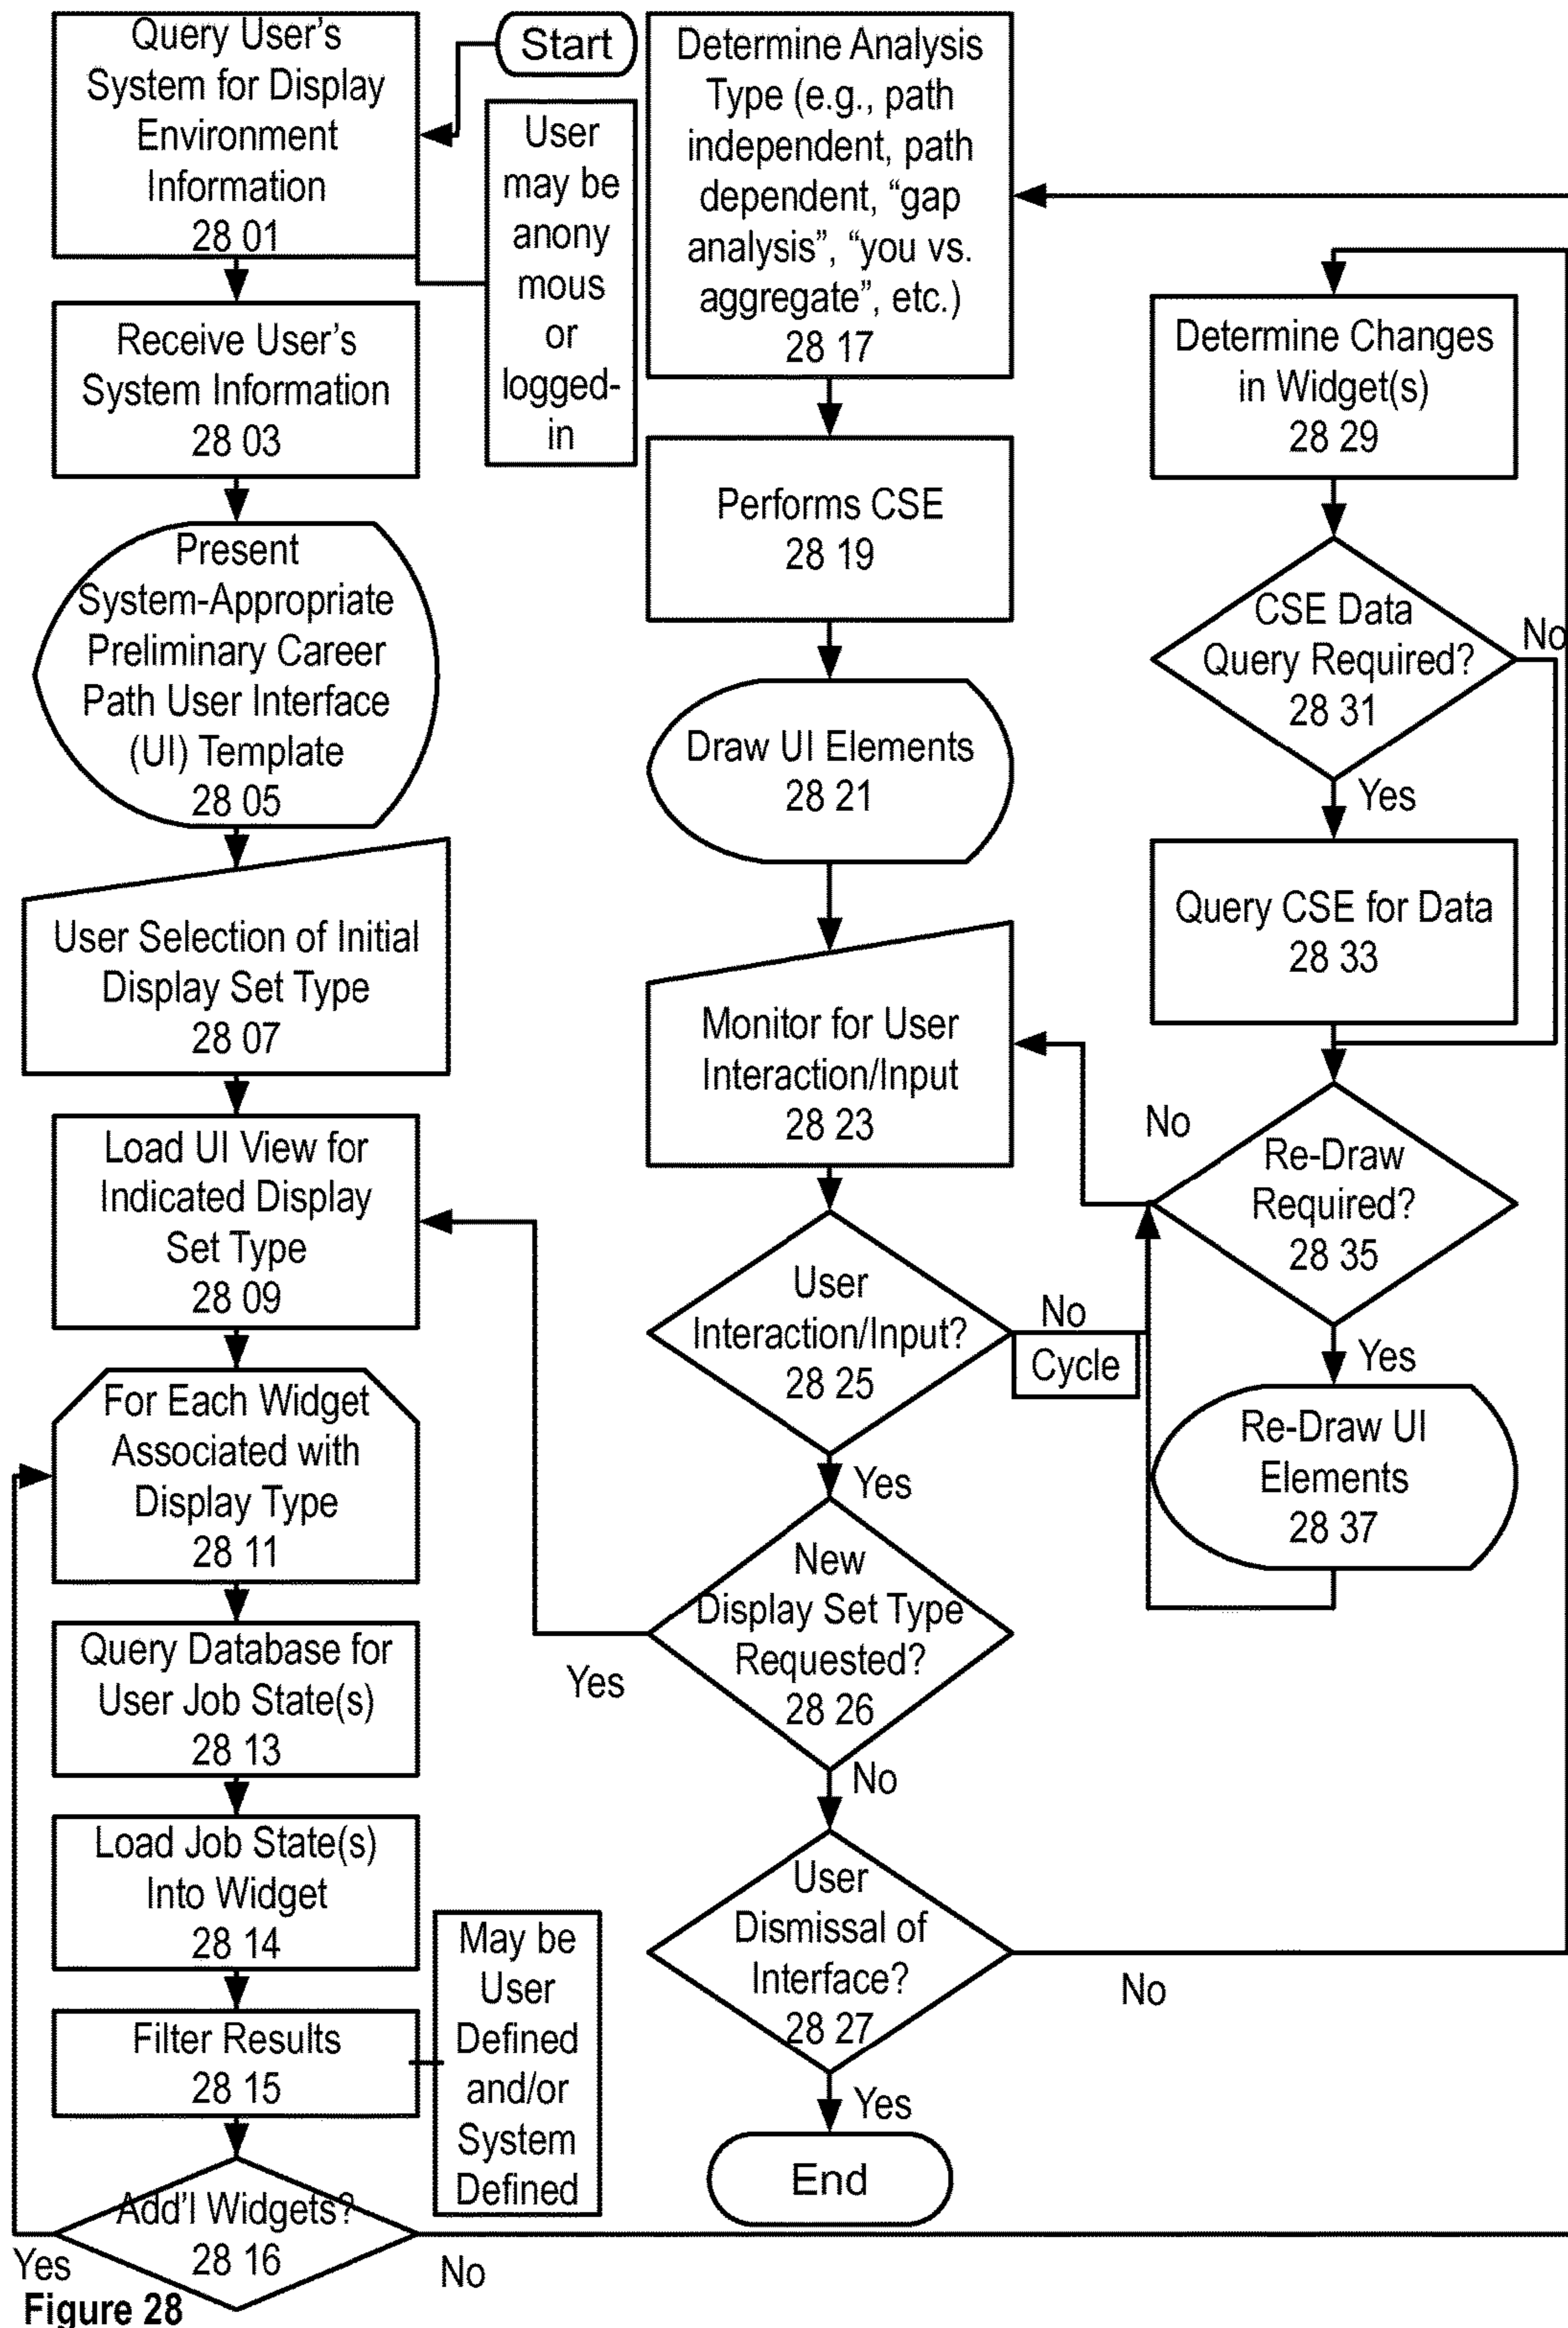 Start
Query User's
System for Display
Environment
Information
28 01
User
may be
anony
mous
or
logged-
in
Receive User's
System Information
28 03
Present
System-Appropriate
Preliminary Career
Path User Interface
(UI) Template
28 05
User Selection of Initial
Display Set Type
28 07
Load UI View for
Indicated Display
Set Type
28 09
For Each Widget
Associated with
Display Type
28 11
Query Database for
User Job State(s)
28 13
Load Job State(s)
Into Widget
28 14
Filter Results
28 15
May be
User
Defined
and/or
System
Defined
Add'l Widgets?
28 16
Yes
No
Determine Analysis
Type (e.g., path
independent, path
dependent, “gap
analysis”, “you vs.
aggregate”, etc.)
28 17
Performs CSE
28 19
Draw UI Elements
28 21
Monitor for User
Interaction/Input
28 23
User
Interaction/Input?
28 25
No
Cycle
Yes
New
Display Set Type
Requested?
28 26
Yes
No
User
Dismissal of
Interface?
28 27
No
Yes
End
Determine Changes
in Widget(s)
28 29
CSE Data
Query Required?
28 31
No
Yes
Query CSE for Data
28 33
Re-Draw
Required?
28 35
No
Yes
Re-Draw UI
Elements
28 37
Figure 28